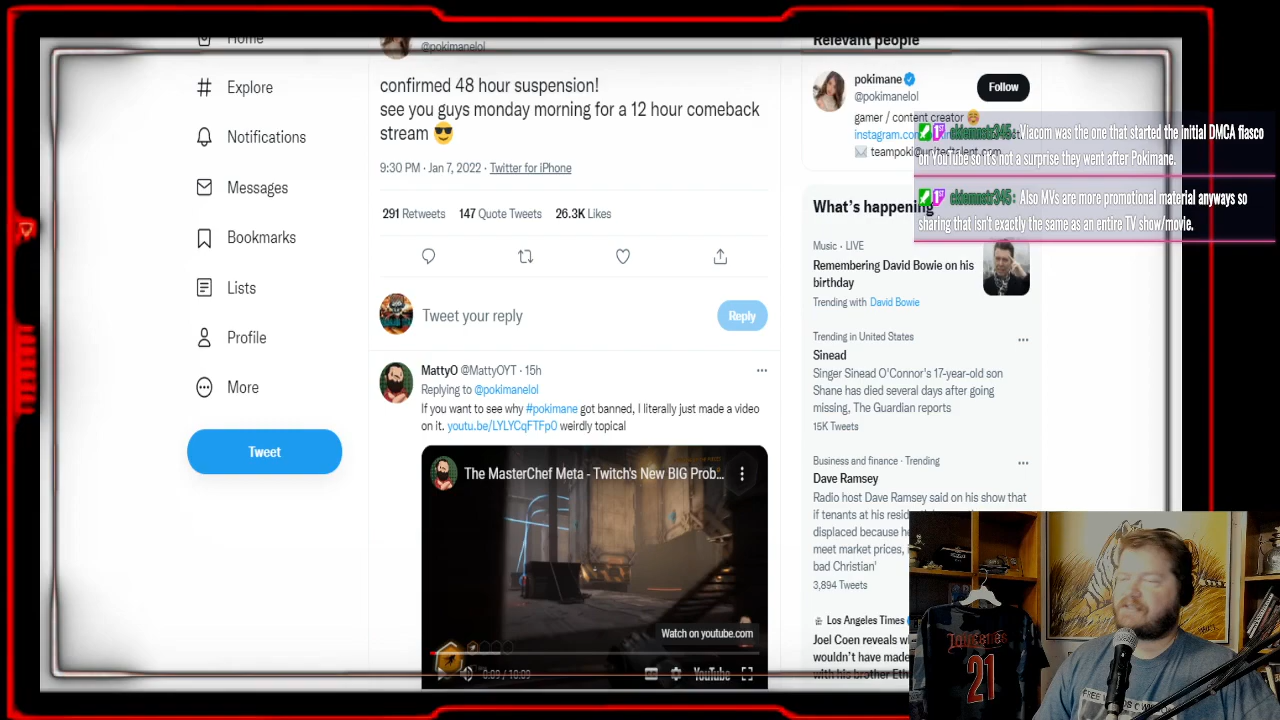 Home
Explore
Notifications
Messages
Bookmarks
Lists
Profile
More
Tweet
@pokimanelol
confirmed 48 hour suspension!
see you guys monday morning for a 12 hour comeback
stream 😎
9:30 PM · Jan 7, 2022 · Twitter for iPhone
291 Retweets 147 Quote Tweets 26.3K Likes
Tweet your reply
Reply
MattyO @MattyOYT · 15h
Replying to @pokimanelol
If you want to see why #pokimane got banned, I literally just made a video
on it. youtu.be/LYLYCqFTFp0 weirdly topical
The MasterChef Meta - Twitch's New BIG Prob...
Watch on youtube.com
YouTube
Relevant people
pokimane
Follow
@pokimanelol
gamer / content creator
instagram.com
teampoki@unitedtalent.com
Viacom was the one that started the initial DMCA fiasco
on YouTube so it's not a surprise they went after Pokimane.
Also MVs are more promotional material anyways so
sharing that isn't exactly the same as an entire TV show/movie.
What's happening
Music · LIVE
Remembering David Bowie on his
birthday
Trending with David Bowie
Trending in United States
Sinead
Singer Sinead O'Connor's 17-year-old son
Shane has died several days after going
missing, The Guardian reports
15K Tweets
Business and finance · Trending
Dave Ramsey
Radio host Dave Ramsey said on his show that
if tenants at his
displaced because
meet market prices,
bad Christian'
3,894 Tweets
Los Angeles Times
Joel Coen reveals
wouldn't have made
with his brother
21